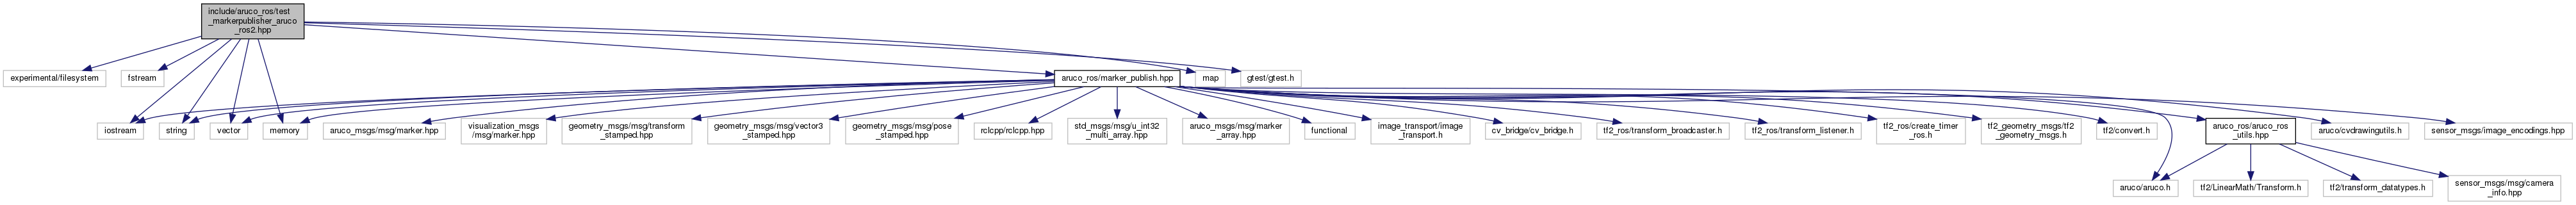 include/aruco_ros/test
_markerpublisher_aruco
_ros2.hpp
experimental/filesystem
fstream
aruco_ros/marker_publish.hpp
map
gtest/gtest.h
iostream
string
vector
memory
aruco_msgs/msg/marker.hpp
visualization_msgs
/msg/marker.hpp
geometry_msgs/msg/transform
_stamped.hpp
geometry_msgs/msg/vector3
_stamped.hpp
geometry_msgs/msg/pose
_stamped.hpp
rclcpp/rclcpp.hpp
std_msgs/msg/u_int32
_multi_array.hpp
aruco_msgs/msg/marker
_array.hpp
functional
image_transport/image
_transport.h
cv_bridge/cv_bridge.h
tf2_ros/transform_broadcaster.h
tf2_ros/transform_listener.h
tf2_ros/create_timer
_ros.h
tf2_geometry_msgs/tf2
_geometry_msgs.h
tf2/convert.h
aruco_ros/aruco_ros
_utils.hpp
aruco/cvdrawingutils.h
sensor_msgs/image_encodings.hpp
aruco/aruco.h
tf2/LinearMath/Transform.h
tf2/transform_datatypes.h
sensor_msgs/msg/camera
_info.hpp